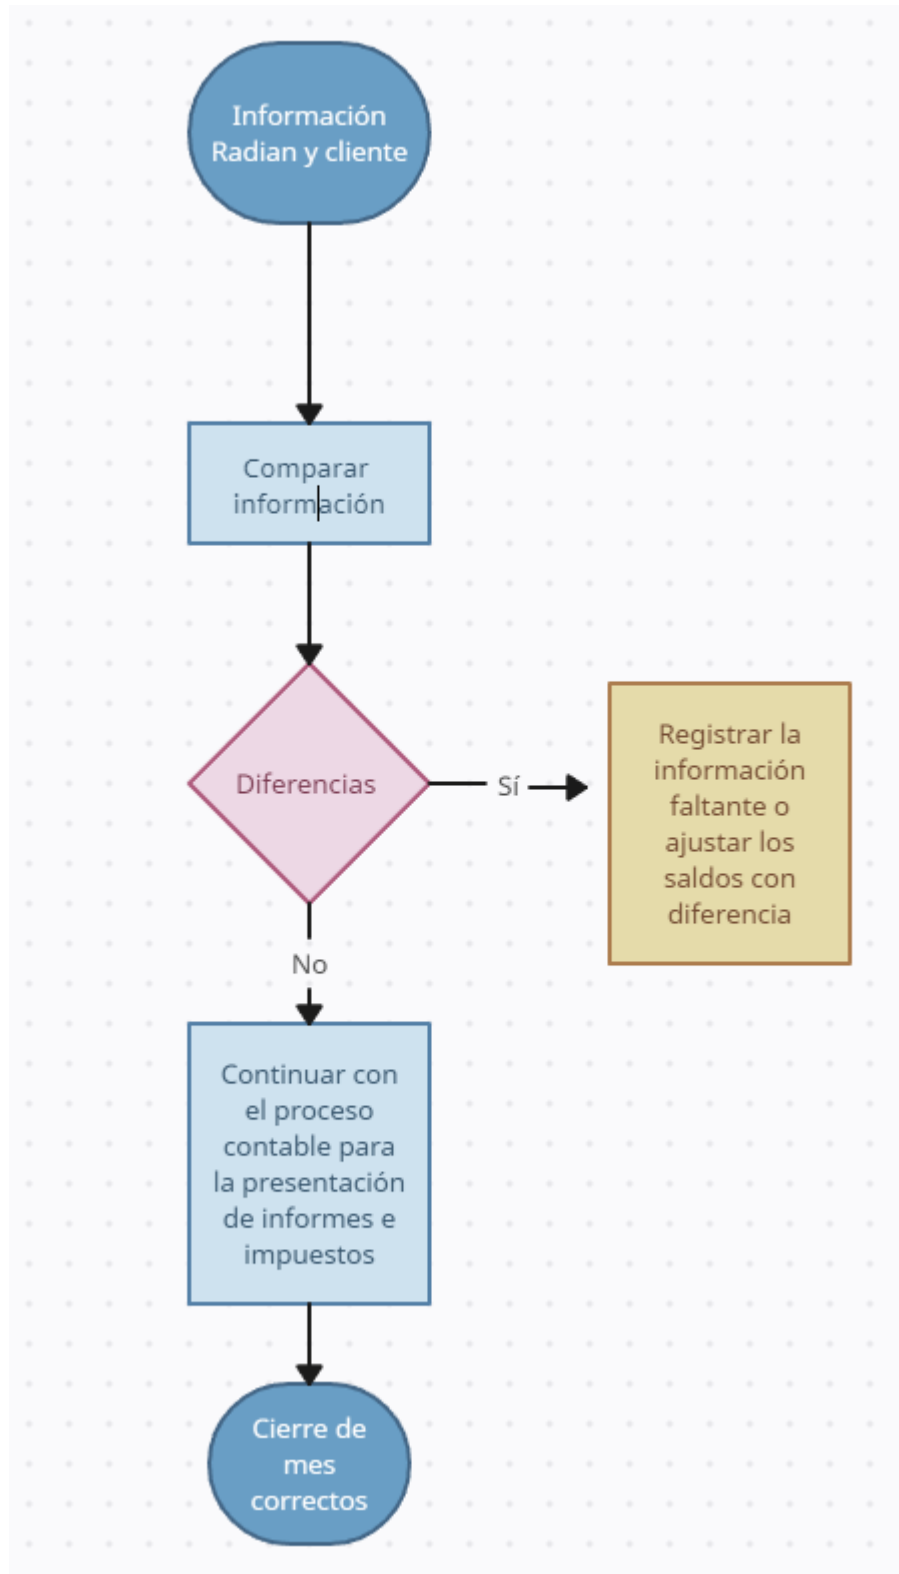 Información
Radian y cliente
Comparar
información
Diferencias
Sí
Registrar la
información
faltante o
ajustar los
saldos con
diferencia
No
Continuar con
el proceso
contable para
la presentación
de informes e
impuestos
Cierre de
mes
correctos